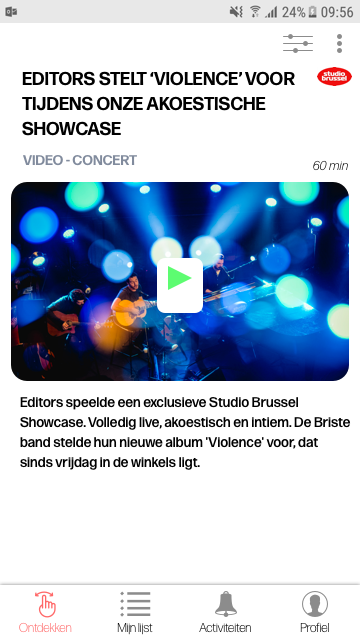 24% 09:56
EDITORS STELT ‘VIOLENCE’ VOOR
TIJDENS ONZE AKOESTISCHE
SHOWCASE
studio
brussel
VIDEO - CONCERT
60 min
Editors speelde een exclusieve Studio Brussel
Showcase. Volledig live, akoestisch en intiem. De Briste
band stelde hun nieuwe album 'Violence' voor, dat
sinds vrijdag in de winkels ligt.
Ontdekken
Mijn lijst
Activiteiten
Profiel